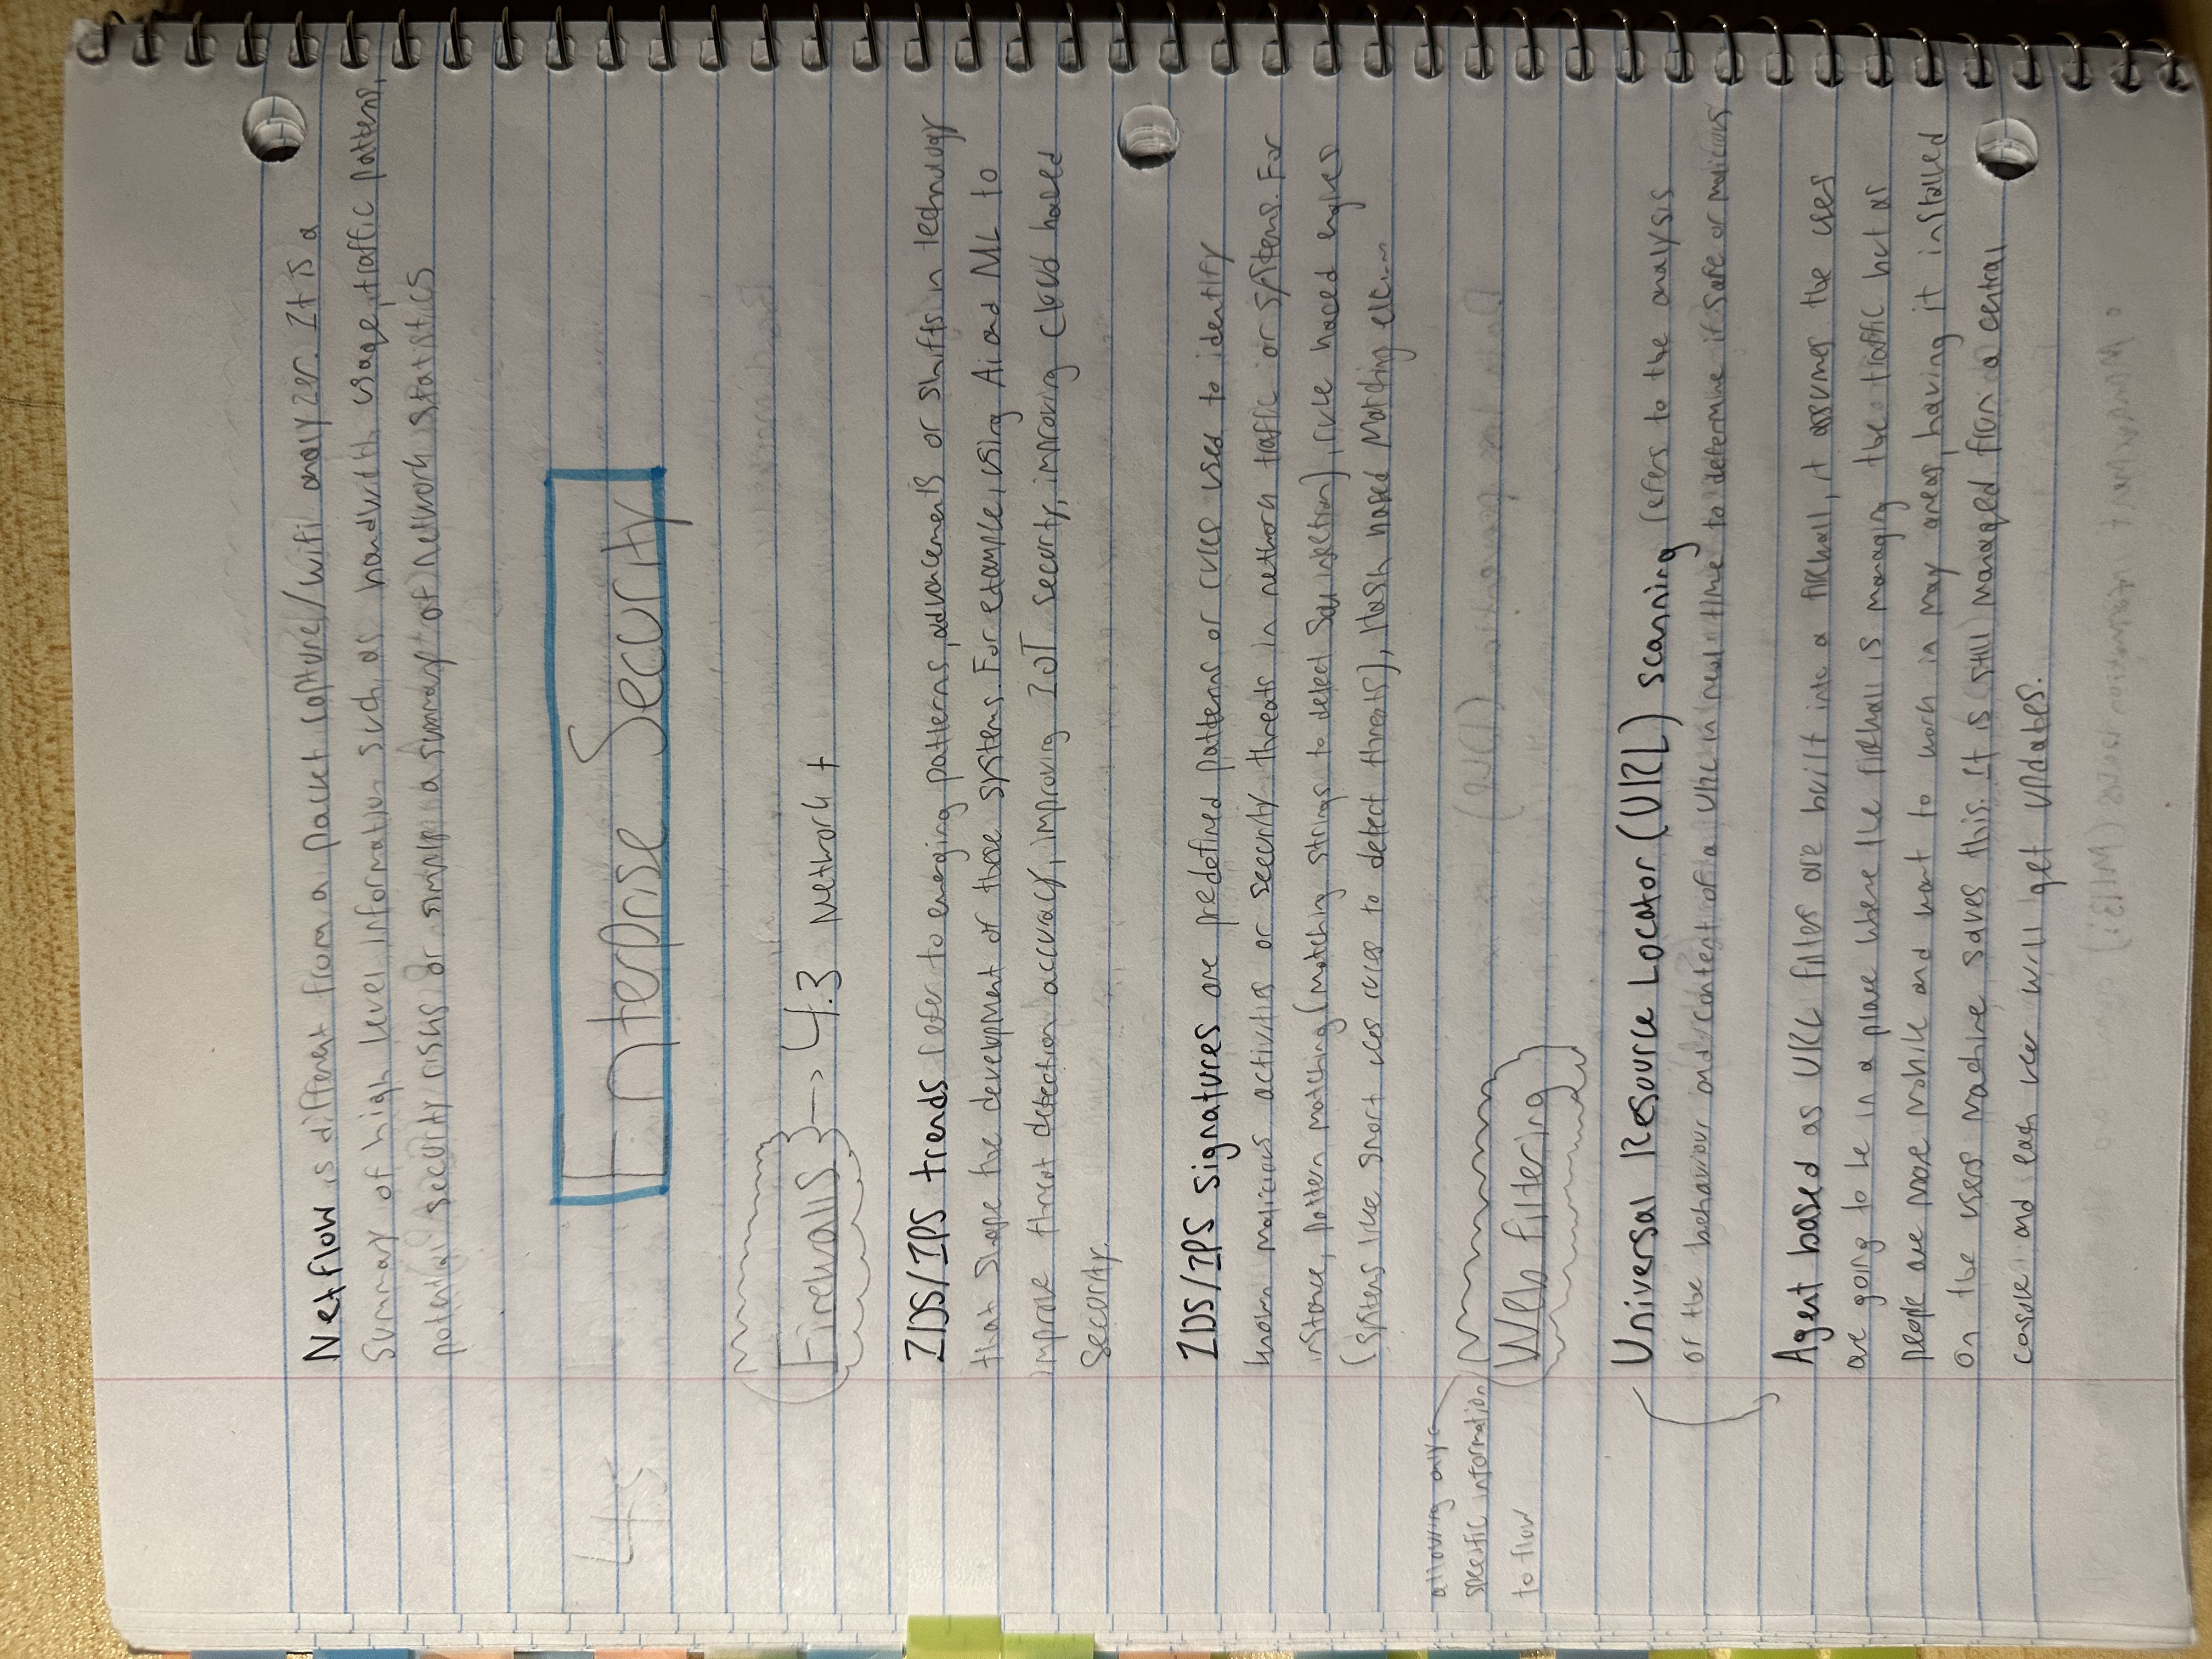 Netflow is different from a packet capture/wifi analyzer. It is a
summary of high level information such as bandwidth usage, traffic patterns,
potential security risks or simply a summary of network statistics
4.5
Enterprise Security
Firewalls -> 4.3 Network +
IDS/IPS trends refer to emerging patterns, advancements or shifts in technology
that shape the development of these systems. For example, using Ai and ML to
improve threat detection accuracy, improving IoT security, improving cloud based
security.
IDS/IPS signatures are predefined patterns or rules used to identify
known malicious activities or security threats in network traffic or systems. For
instance, pattern matching (matching strings to detect SQL injection), rule based engines
(systems like snort uses rules to detect threats), Hash based Matching etc...
allowing only
specific information
to flow
Web filtering
Universal Resource Locator (URL) scanning refers to the analysis
of the behaviour and content of a URL in real time to determine if safe or malicious
Agent based as URL filters are built into a firewall, it assumes the users
are going to be in a place where the firewall is managing the traffic but as
people are more mobile and want to work in many areas, having it installed
on the users machine saves this. It is still managed from a central
console and each user will get updates.